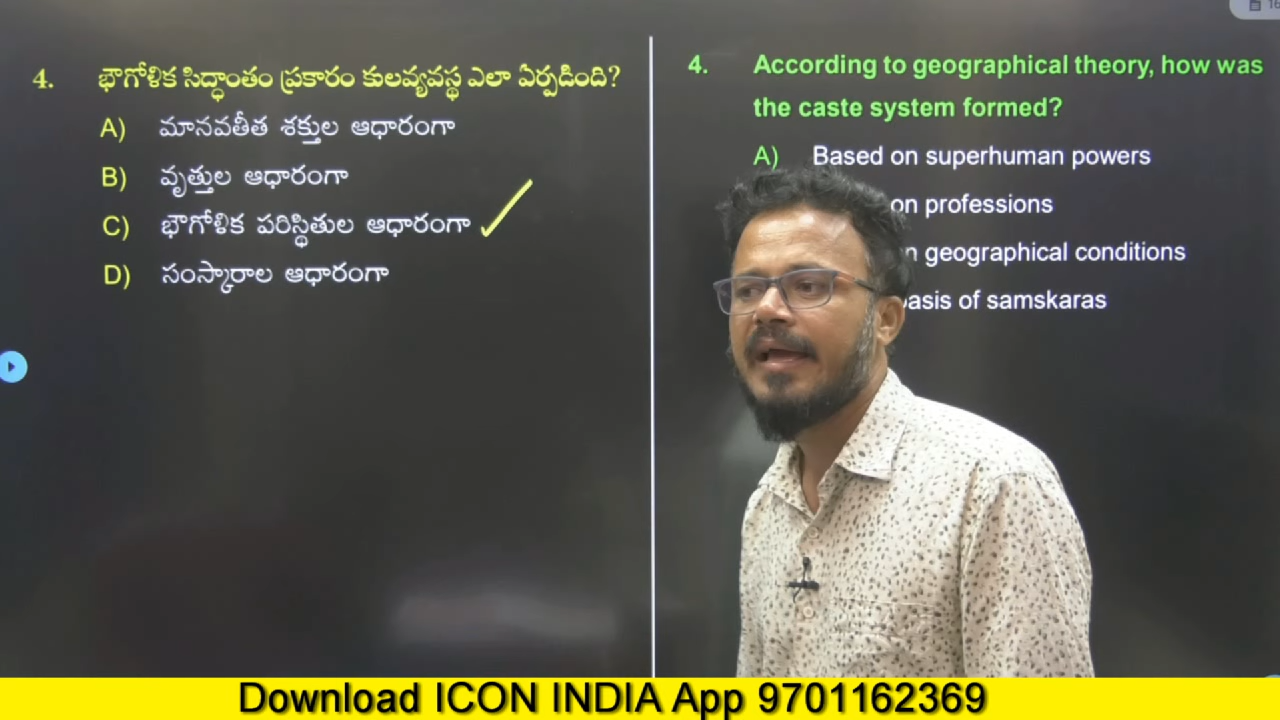 4. భౌగోళిక సిద్ధాంతం ప్రకారం కులవ్యవస్థ ఎలా ఏర్పడింది?
A) మానవతీత శక్తుల ఆధారంగా
B) వృత్తుల ఆధారంగా
C) భౌగోళిక పరిస్థితుల ఆధారంగా
D) సంస్కారాల ఆధారంగా
4. According to geographical theory, how was
the caste system formed?
A) Based on superhuman powers
on professions
geographical conditions
of samskaras
16
Download ICON INDIA App 9701162369